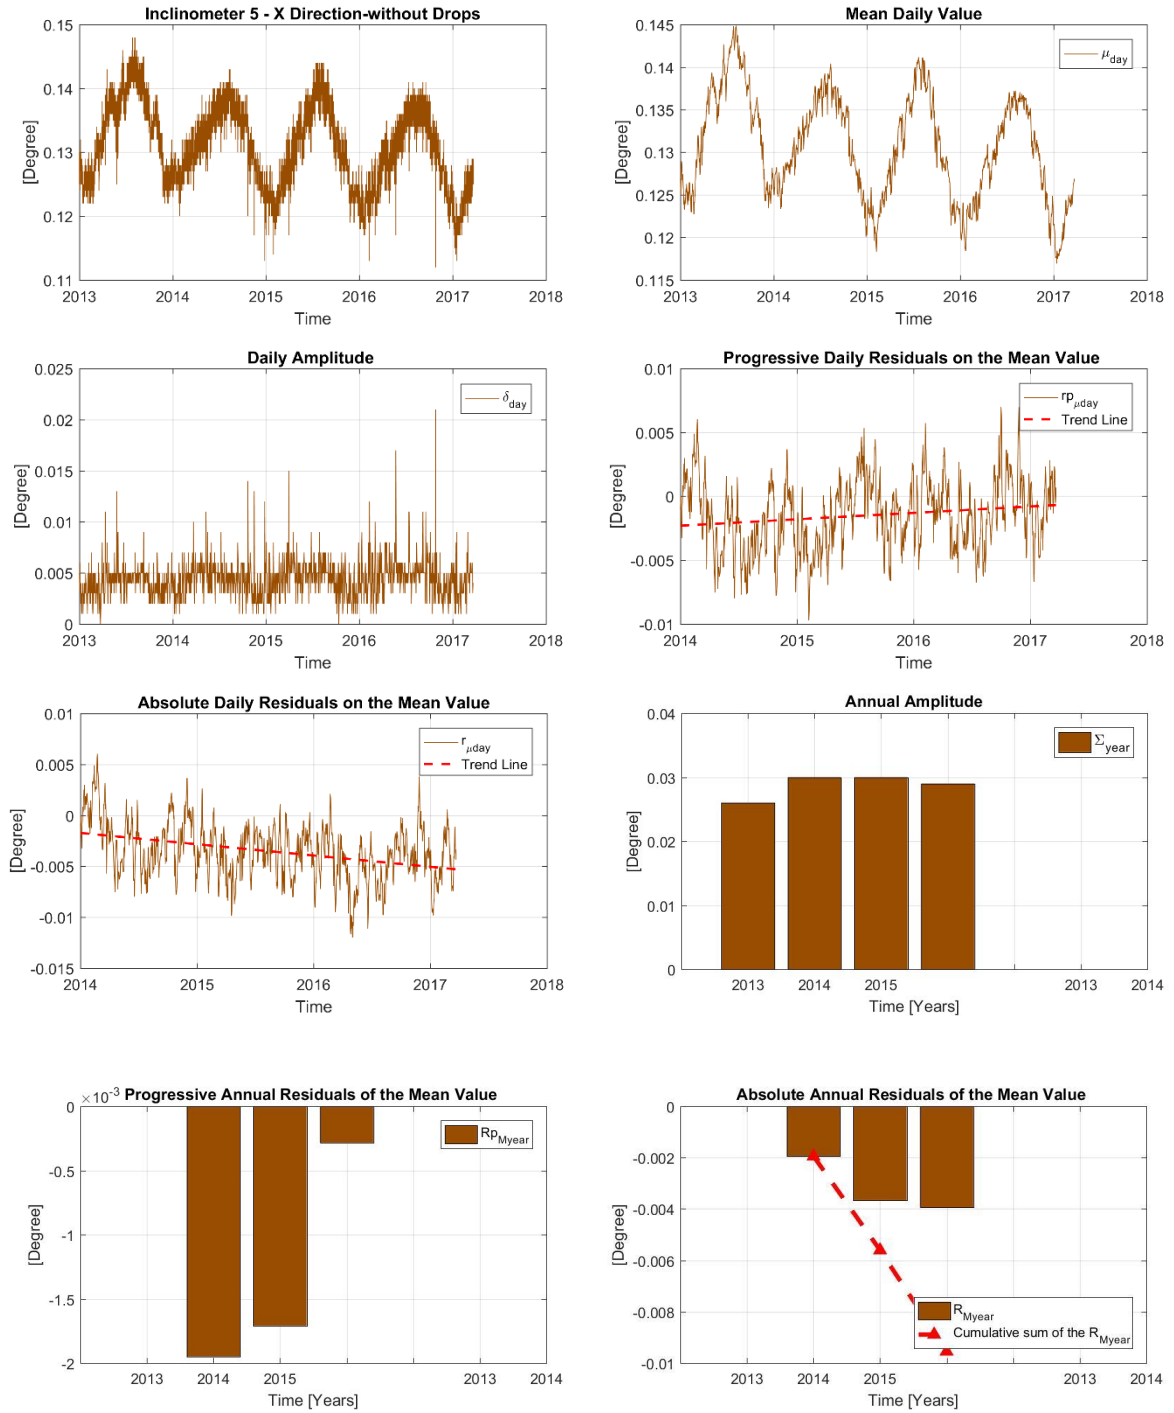 Inclinometer 5 - X Direction-without Drops
0.15
0.14
0.13
0.12
0.11
[Degree]
2013 2014 2015 2016 2017 2018
Time
Mean Daily Value
0.145
0.14
0.135
0.13
0.125
0.12
0.115
[Degree]
μday
2013 2014 2015 2016 2017 2018
Time
Daily Amplitude
0.025
0.02
0.015
0.01
0.005
0
[Degree]
δday
2013 2014 2015 2016 2017 2018
Time
Progressive Daily Residuals on the Mean Value
0.01
0.005
0
-0.005
-0.01
[Degree]
rpμday
Trend Line
2014 2015 2016 2017 2018
Time
Absolute Daily Residuals on the Mean Value
0.01
0.005
0
-0.005
-0.01
-0.015
[Degree]
rμday
Trend Line
2014 2015 2016 2017 2018
Time
Annual Amplitude
0.04
0.03
0.02
0.01
0
[Degree]
Σyear
2013 2014 2015 2013 2014
Time [Years]
×10-3 Progressive Annual Residuals of the Mean Value
0
-0.5
-1
-1.5
-2
[Degree]
RpMyear
2013 2014 2015 2013 2014
Time [Years]
Absolute Annual Residuals of the Mean Value
0
-0.002
-0.004
-0.006
-0.008
-0.01
[Degree]
RMyear
Cumulative sum of the RMyear
2013 2014 2015 2013 2014
Time [Years]